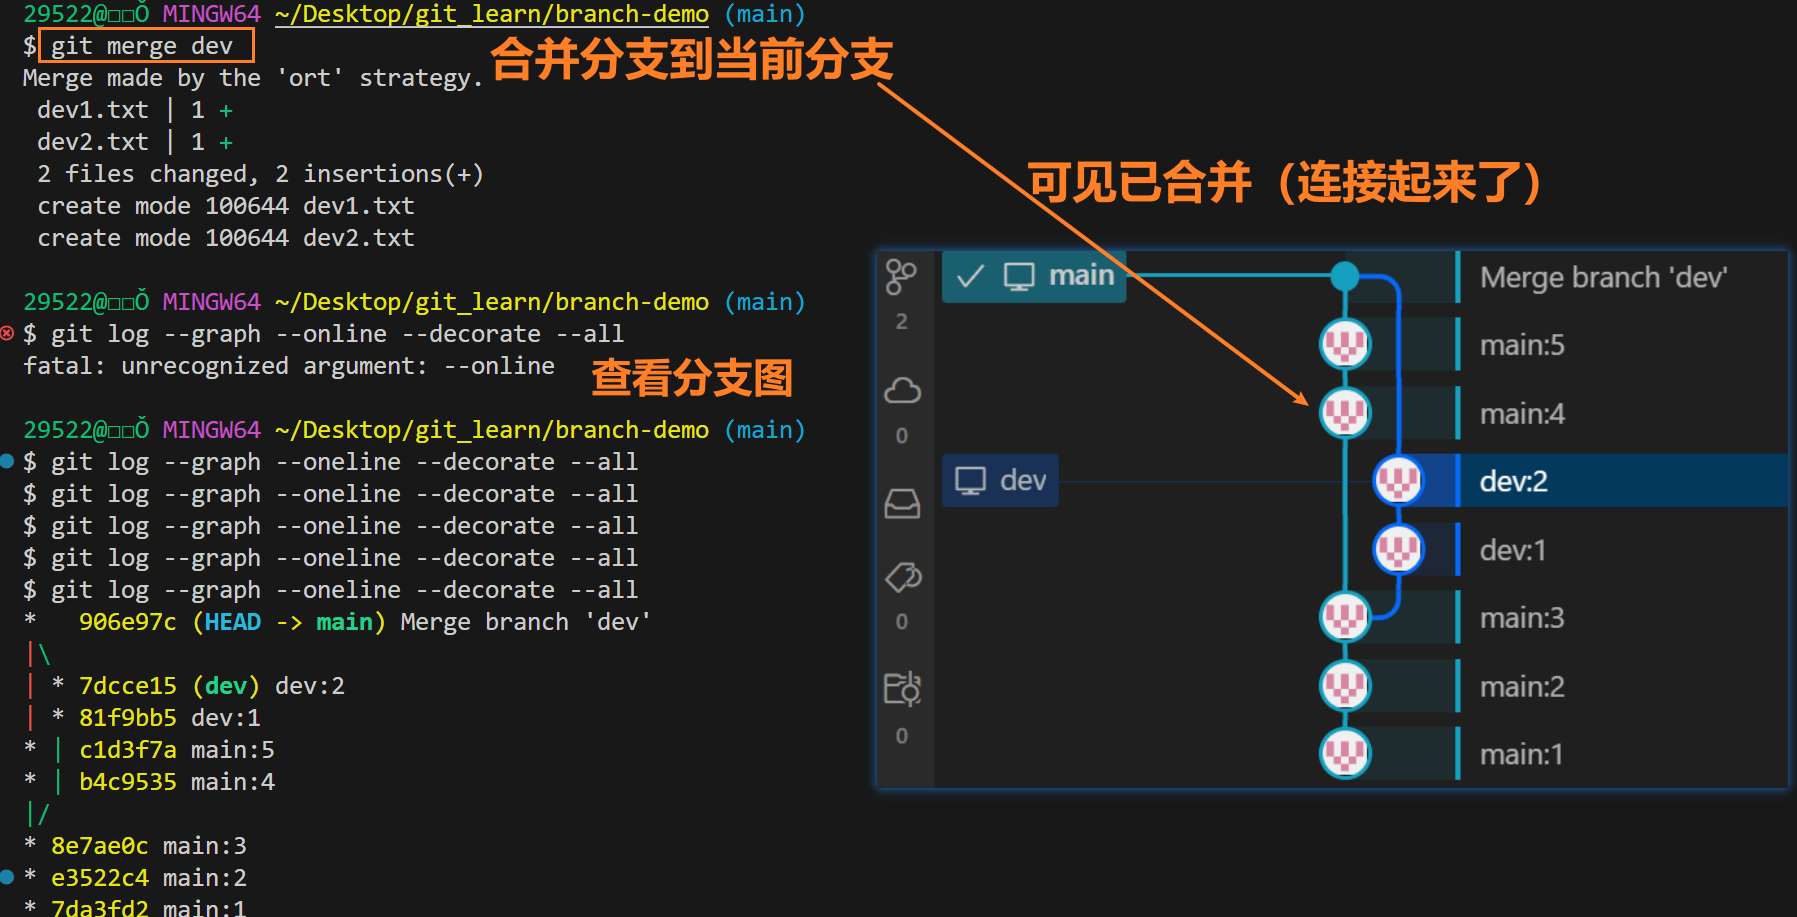 29522@□□Ǒ MINGW64 ~/Desktop/git_learn/branch-demo (main)
$ git merge dev
合并分支到当前分支
Merge made by the 'ort' strategy.
dev1.txt | 1 +
dev2.txt | 1 +
2 files changed, 2 insertions(+)
create mode 100644 dev1.txt
create mode 100644 dev2.txt
29522@□□Ǒ MINGW64 ~/Desktop/git_learn/branch-demo (main)
$ git log --graph --online --decorate --all
fatal: unrecognized argument: --online
查看分支图
29522@□□Ǒ MINGW64 ~/Desktop/git_learn/branch-demo (main)
$ git log --graph --oneline --decorate --all
$ git log --graph --oneline --decorate --all
$ git log --graph --oneline --decorate --all
$ git log --graph --oneline --decorate --all
$ git log --graph --oneline --decorate --all
*   906e97c (HEAD -> main) Merge branch 'dev'
|\
| * 7dcce15 (dev) dev:2
| * 81f9bb5 dev:1
* | c1d3f7a main:5
* | b4c9535 main:4
|/
* 8e7ae0c main:3
* e3522c4 main:2
* 7da3fd2 main:1
可见已合并（连接起来了）
2
0
0
0
main
Merge branch 'dev'
main:5
main:4
dev
dev:2
dev:1
main:3
main:2
main:1